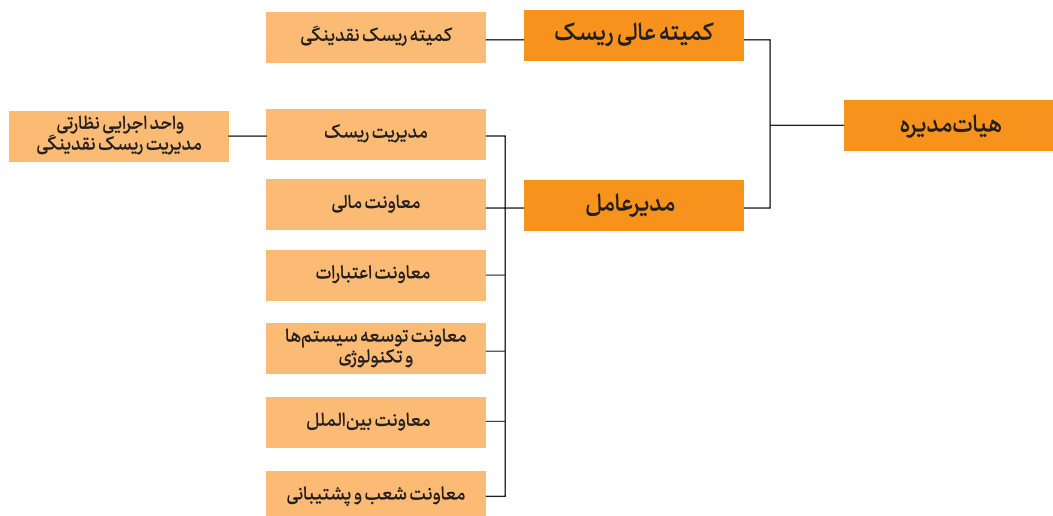 هیات‌مدیره
کمیته عالی ریسک
کمیته ریسک نقدینگی
مدیرعامل
مدیریت ریسک
واحد اجرایی نظارتی
مدیریت ریسک نقدینگی
معاونت مالی
معاونت اعتبارات
معاونت توسعه سیستم‌ها
و تکنولوژی
معاونت بین‌الملل
معاونت شعب و پشتیبانی